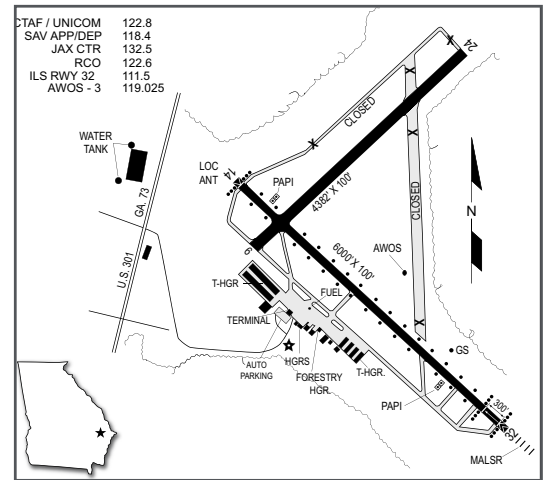 CTAF / UNICOM 122.8
SAV APP/DEP 118.4
JAX CTR 132.5
RCO 122.6
ILS RWY 32 111.5
AWOS - 3 119.025
24
CLOSED
WATER
TANK
LOC
ANT
14
PAPI
4382' X 100'
CLOSED
GA. 73
N
6
6000' X 100'
AWOS
U.S. 301
T-HGR
FUEL
TERMINAL
GS
AUTO
PARKING
HGRS
FORESTRY
HGR.
T-HGR.
PAPI
300'
32
MALSR